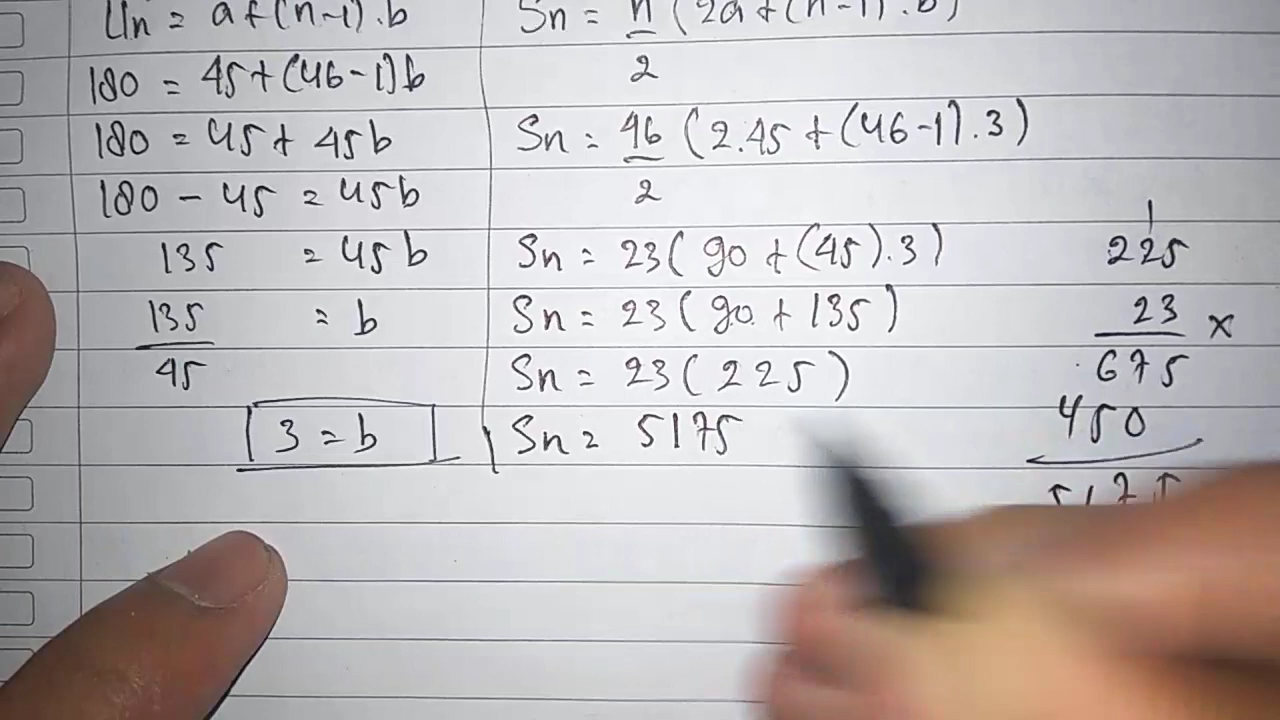 Un = a + (n-1).b
180 = 45 + (46-1)b
180 = 45 + 45b
180 - 45 = 45b
135 = 45b
135 = b
45
3 = b
Sn = n (2a + (n-1).b)
2
Sn = 46 (2.45 + (46-1).3)
2
Sn = 23 (90 + (45).3)
Sn = 23 (90 + 135)
Sn = 23 (225)
Sn = 5175
1
225
23 x
675
450
5175